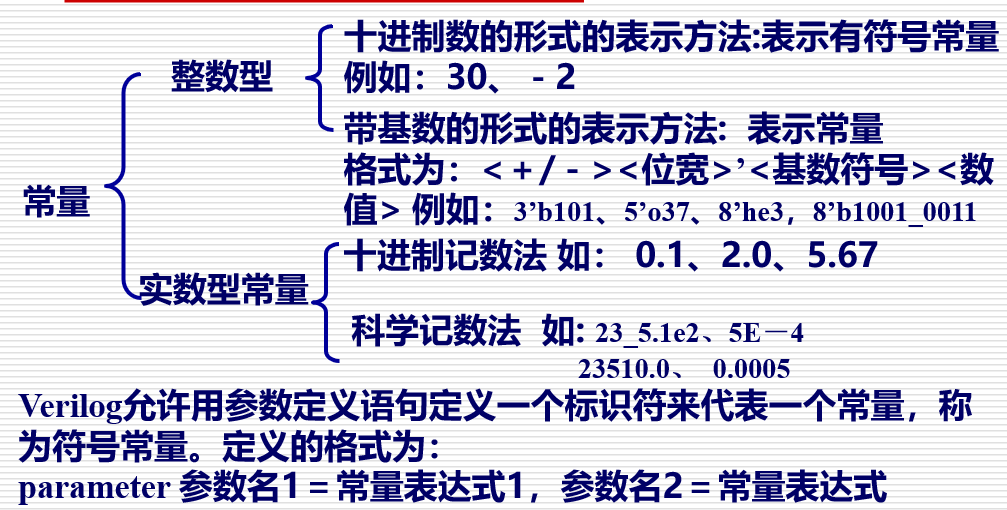 十进制数的形式的表示方法:表示有符号常量
整数型
例如：30、 －2
带基数的形式的表示方法: 表示常量
格式为：<＋/－><位宽>’<基数符号><数
常量
值> 例如：3’b101、5’o37、8’he3，8’b1001_0011
十进制记数法 如： 0.1、2.0、5.67
实数型常量
科学记数法 如: 23_5.1e2、5E－4
23510.0、 0.0005
Verilog允许用参数定义语句定义一个标识符来代表一个常量，称
为符号常量。定义的格式为：
parameter 参数名1＝常量表达式1，参数名2＝常量表达式